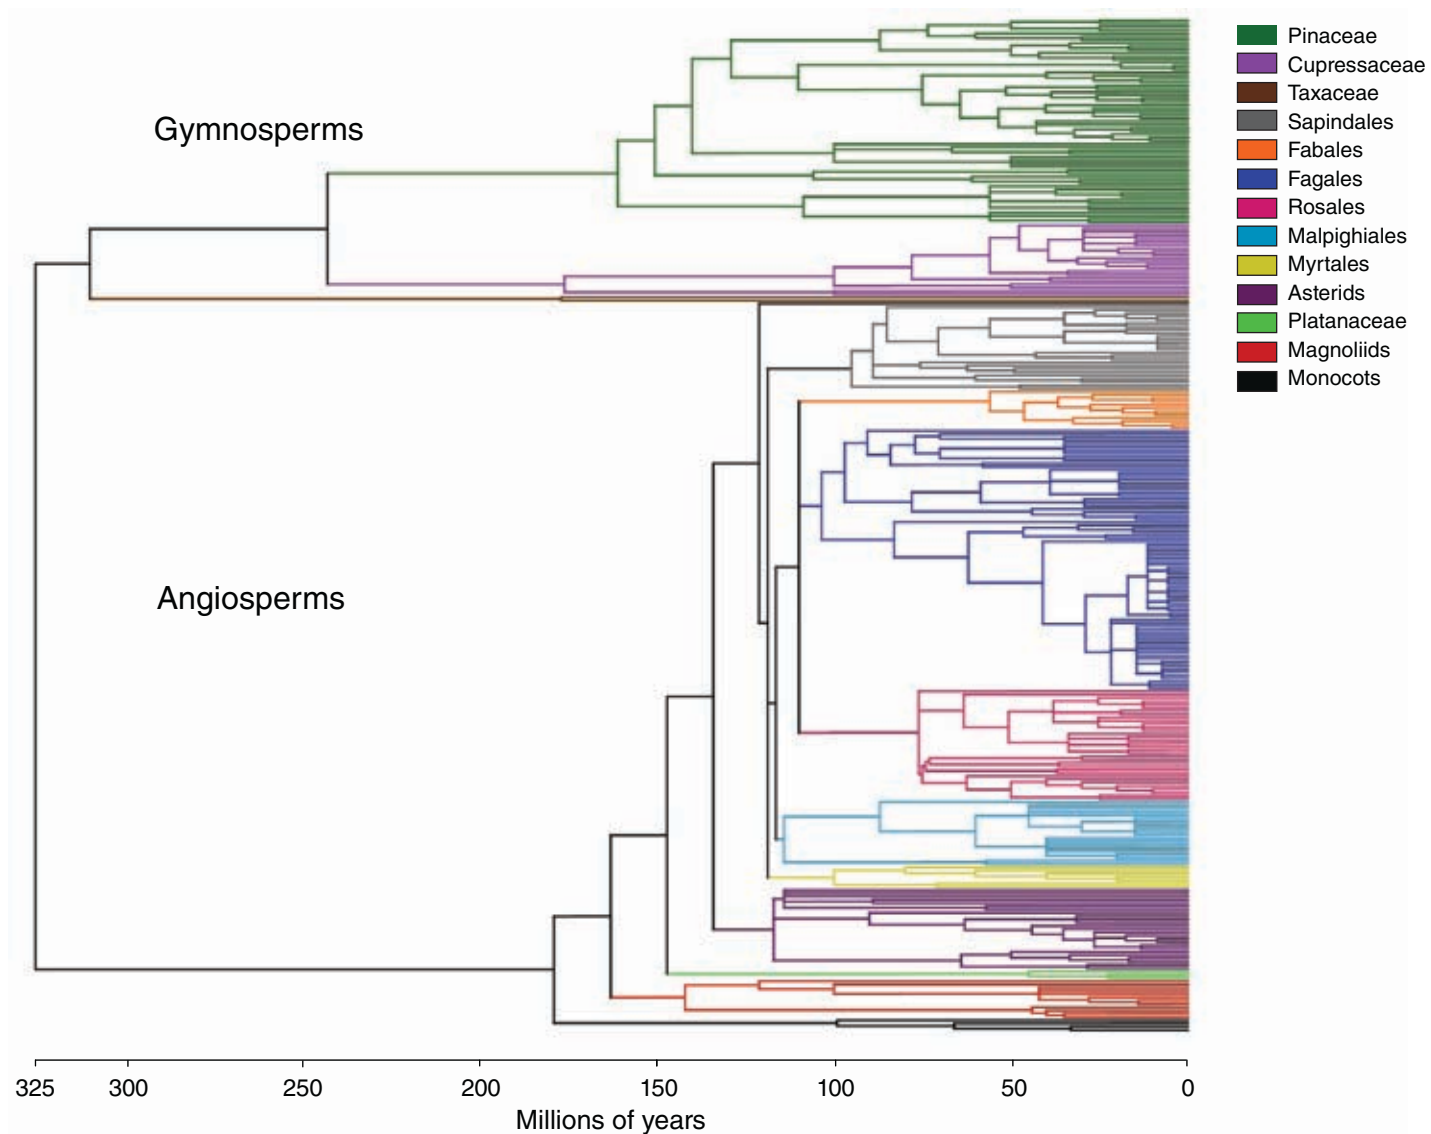 Gymnosperms
Angiosperms
Pinaceae
Cupressaceae
Taxaceae
Sapindales
Fabales
Fagales
Rosales
Malpighiales
Myrtales
Asterids
Platanaceae
Magnoliids
Monocots
325 300 250 200 150 100 50 0
Millions of years